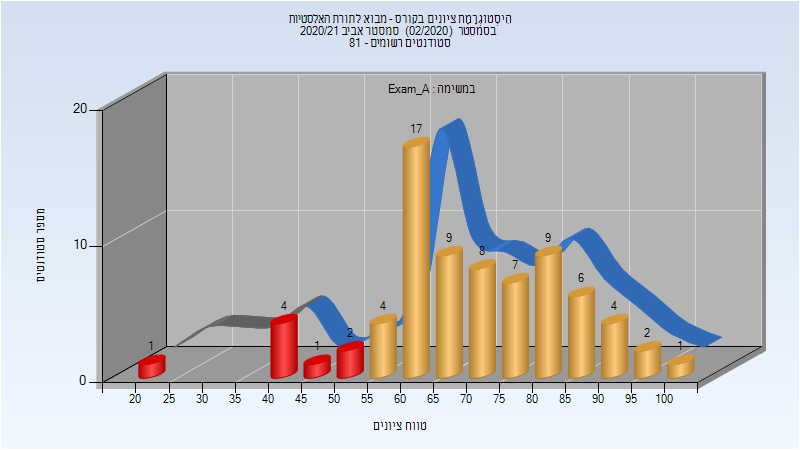 הִיסטוֹגרָמַת ציונים בקורס - מבוא לתורת האלסטיות
בסמסטר (02/2020) סמסטר אביב 2020/21
סטודנטים רשומים - 81
במשימה : Exam_A
מספר סטודנטים
20
10
0
1
4
1
2
4
17
9
8
7
9
6
4
2
1
20 25 30 35 40 45 50 55 60 65 70 75 80 85 90 95 100
טווח ציונים